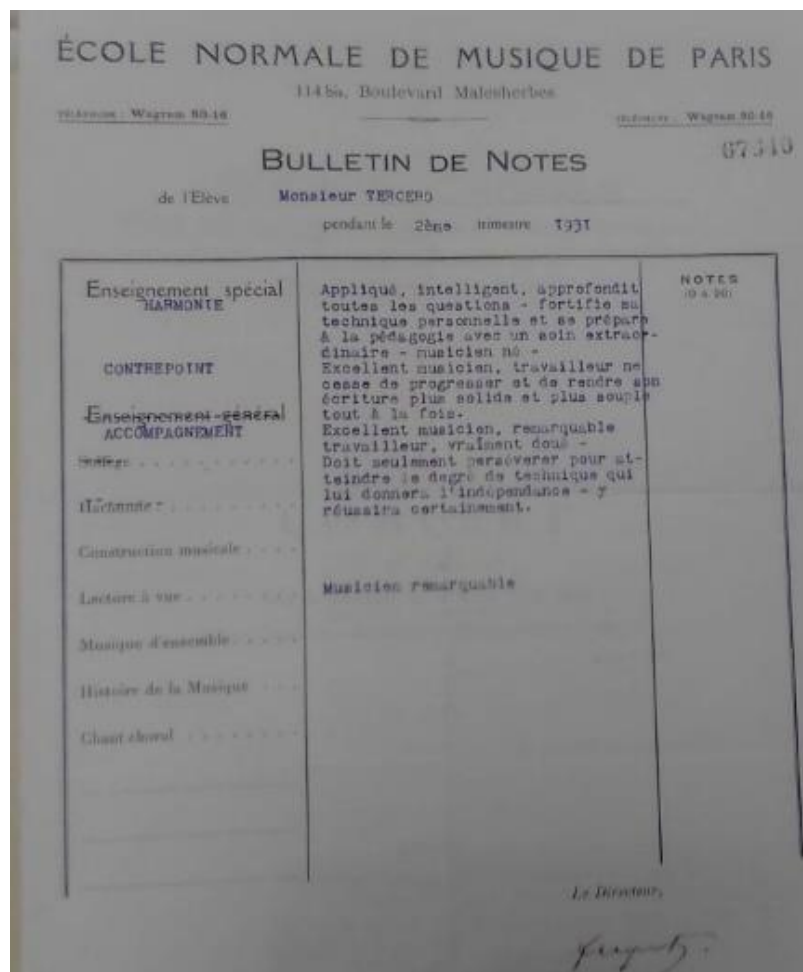 ÉCOLE NORMALE DE MUSIQUE DE PARIS
114 bis, Boulevard Malesherbes
TÉLÉPHONE : Wagram 80-16
TÉLÉPHONE : Wagram 80-16
BULLETIN DE NOTES
de l'Élève Monsieur TERCERO
pendant le 2ène trimestre 1931
Enseignement spécial
HARMONIE
NOTES
(0 à 20)
Appliqué, intelligent, approfondit
toutes les questions - fortifie sa
technique personnelle et se prépare
à la pédagogie avec un soin extraor-
dinaire - musicien né -
CONTREPOINT
Excellent musicien, travailleur ne
cesse de progresser et de rendre son
écriture plus solide et plus souple
tout à la fois.
Enseignement général
ACCOMPAGNEMENT
Excellent musicien, remarquable
travailleur, vraiment doué -
Doit seulement persévérer pour at-
teindre le degré de technique qui
lui donnera l'indépendance - y
réussira certainement.
Solfège
Construction musicale
Lecture à vue
Musicien remarquable
Musique d'ensemble
Histoire de la Musique
Chant choral
Le Directeur,